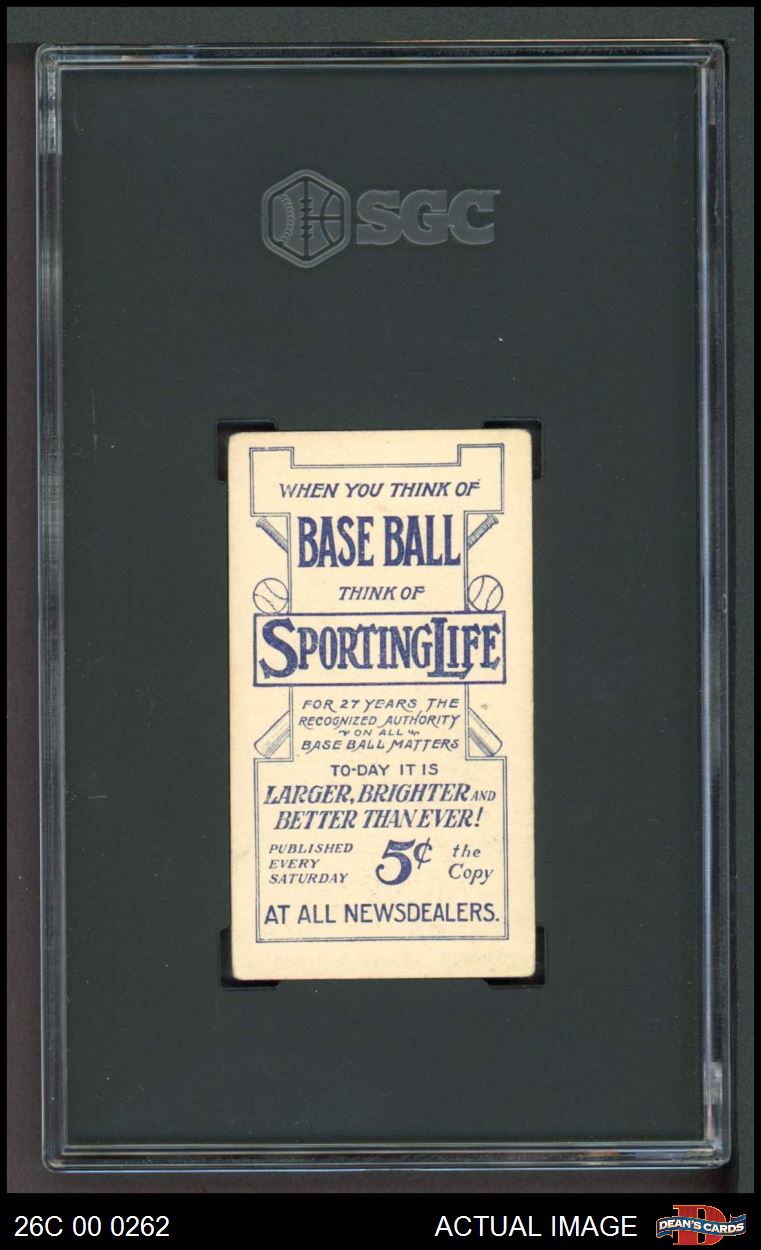 SGC
WHEN YOU THINK OF
BASE BALL
THINK OF
SPORTING LIFE
FOR 27 YEARS THE
RECOGNIZED AUTHORITY
ON ALL
BASE BALL MATTERS
TO-DAY IT IS
LARGER, BRIGHTER AND
BETTER THAN EVER!
PUBLISHED
EVERY
SATURDAY
5¢
the
Copy
AT ALL NEWSDEALERS.
26C 00 0262
ACTUAL IMAGE
DEAN'S CARDS